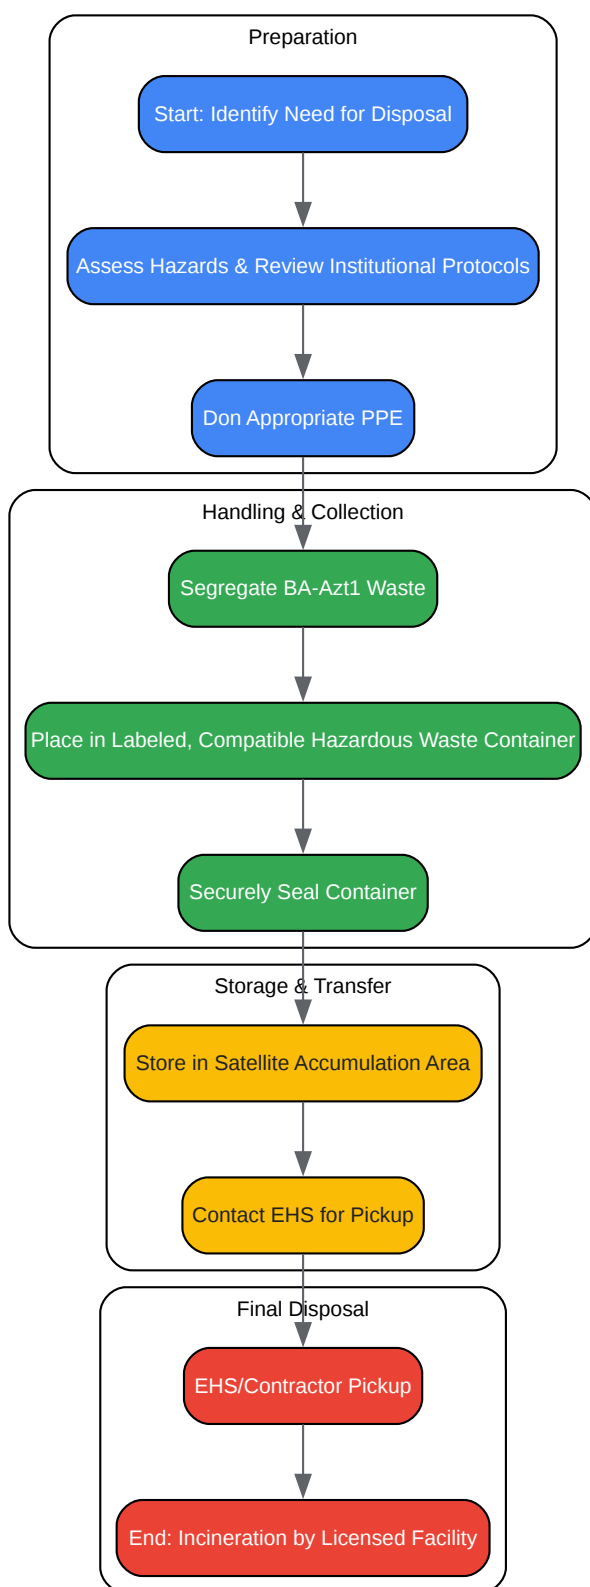 Preparation
Start: Identify Need for Disposal
Assess Hazards & Review Institutional Protocols
Don Appropriate PPE
Handling & Collection
Segregate BA-Azt1 Waste
Place in Labeled, Compatible Hazardous Waste Container
Securely Seal Container
Storage & Transfer
Store in Satellite Accumulation Area
Contact EHS for Pickup
Final Disposal
EHS/Contractor Pickup
End: Incineration by Licensed Facility